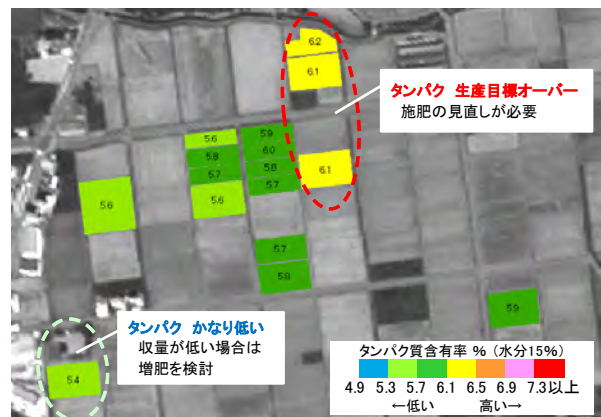 6.2
6.1
タンパク 生産目標オーバー
施肥の見直しが必要
5.6
5.9
5.8
6.0
5.7
5.8
5.6
5.7
6.1
5.6
5.7
5.8
5.9
タンパク かなり低い
収量が低い場合は
増肥を検討
5.4
タンパク質含有率 % (水分15%)
4.9 5.3 5.7 6.1 6.5 6.9 7.3以上
←低い 高い→